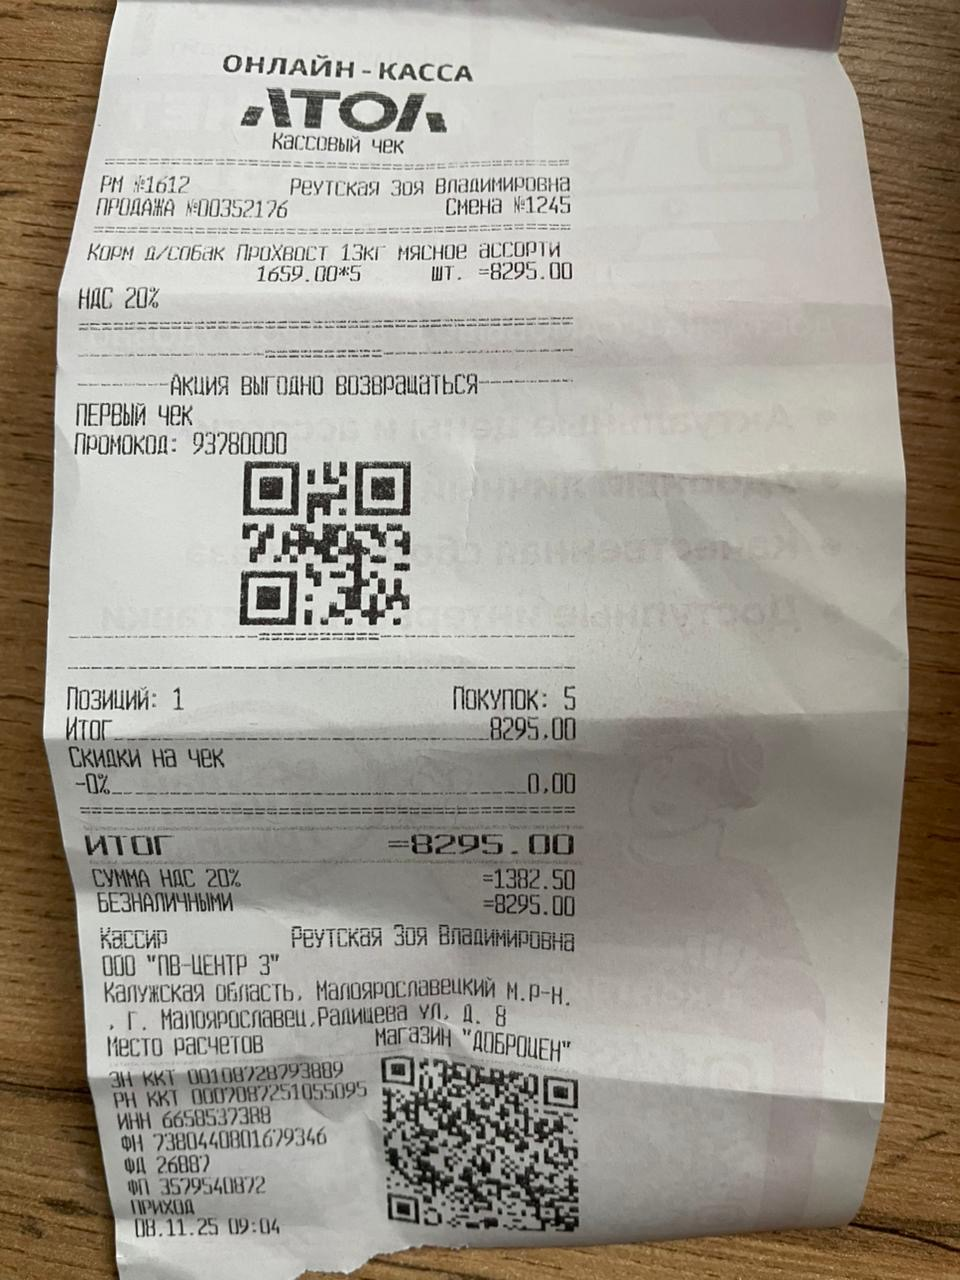 ОНЛАЙН-КАССА
АТОЛ
Кассовый чек
РМ №1612 Реутская Зоя Владимировна
ПРОДАЖА №00352176 Смена №1245
Корм д/собак ПроХвост 13кг мясное ассорти
1659.00*5 шт. =8295.00
НДС 20%
Акция выгодно возвращаться
ПЕРВЫЙ ЧЕК
Промокод: 93780000
Позиций: 1 Покупок: 5
Итог 8295.00
Скидки на чек
-0% 0.00
ИТОГ =8295.00
СУММА НДС 20% =1382.50
БЕЗНАЛИЧНЫМИ =8295.00
Кассир Реутская Зоя Владимировна
ООО "ПВ-ЦЕНТР 3"
Калужская область, Малоярославецкий м.р-н,
, г. Малоярославец,Радищева ул, д. 8
Место расчетов магазин "ДОБРОЦЕН"
ЗН ККТ 00108728793889
РН ККТ 0007087251055095
ИНН 6658537388
ФН 7380440801679346
ФД 26887
ФП 3579540872
ПРИХОД
08.11.25 09:04